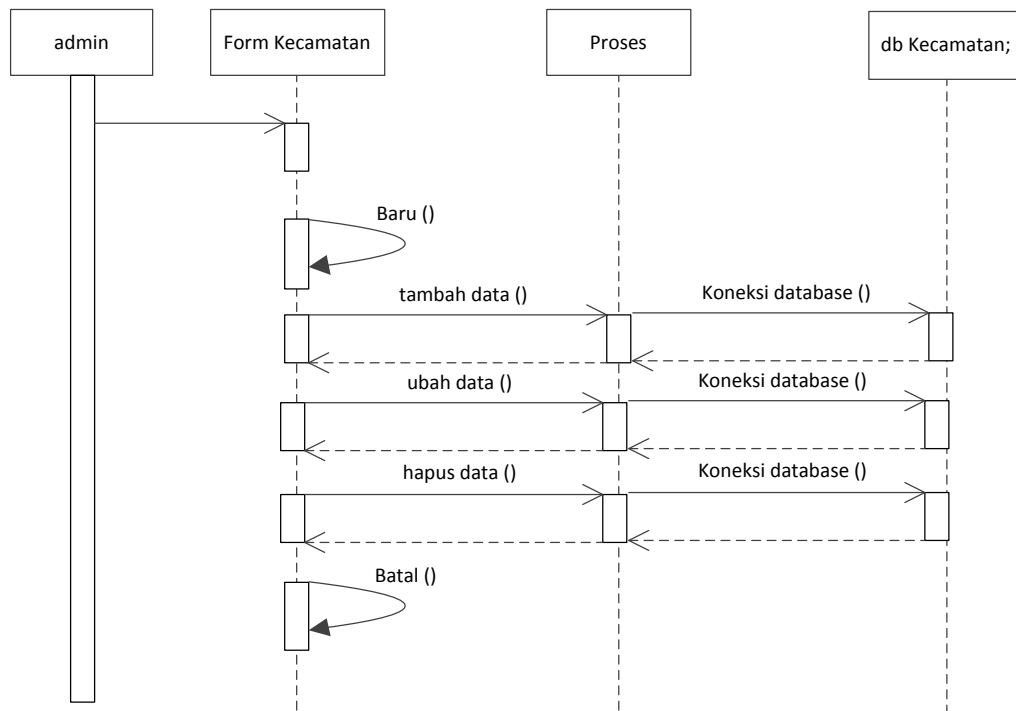 admin
Form Kecamatan
Proses
db Kecamatan;
Baru ()
tambah data ()
Koneksi database ()
ubah data ()
Koneksi database ()
hapus data ()
Koneksi database ()
Batal ()